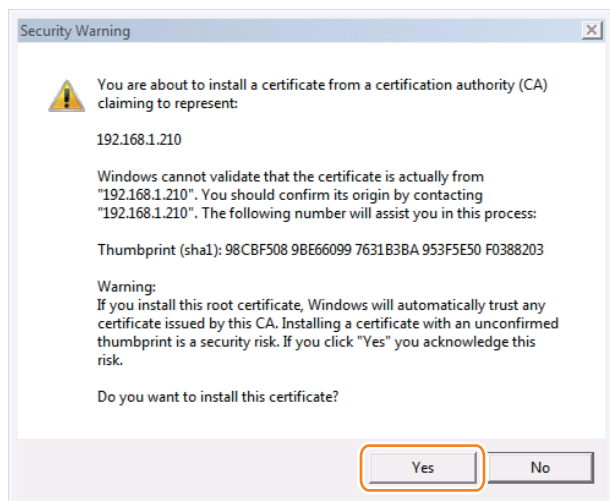 Security Warning
You are about to install a certificate from a certification authority (CA)
claiming to represent:
192.168.1.210
Windows cannot validate that the certificate is actually from
"192.168.1.210". You should confirm its origin by contacting
"192.168.1.210". The following number will assist you in this process:
Thumbprint (sha1): 98CBF508 9BE66099 7631B3BA 953F5E50 F0388203
Warning:
If you install this root certificate, Windows will automatically trust any
certificate issued by this CA. Installing a certificate with an unconfirmed
thumbprint is a security risk. If you click "Yes" you acknowledge this
risk.
Do you want to install this certificate?
Yes No